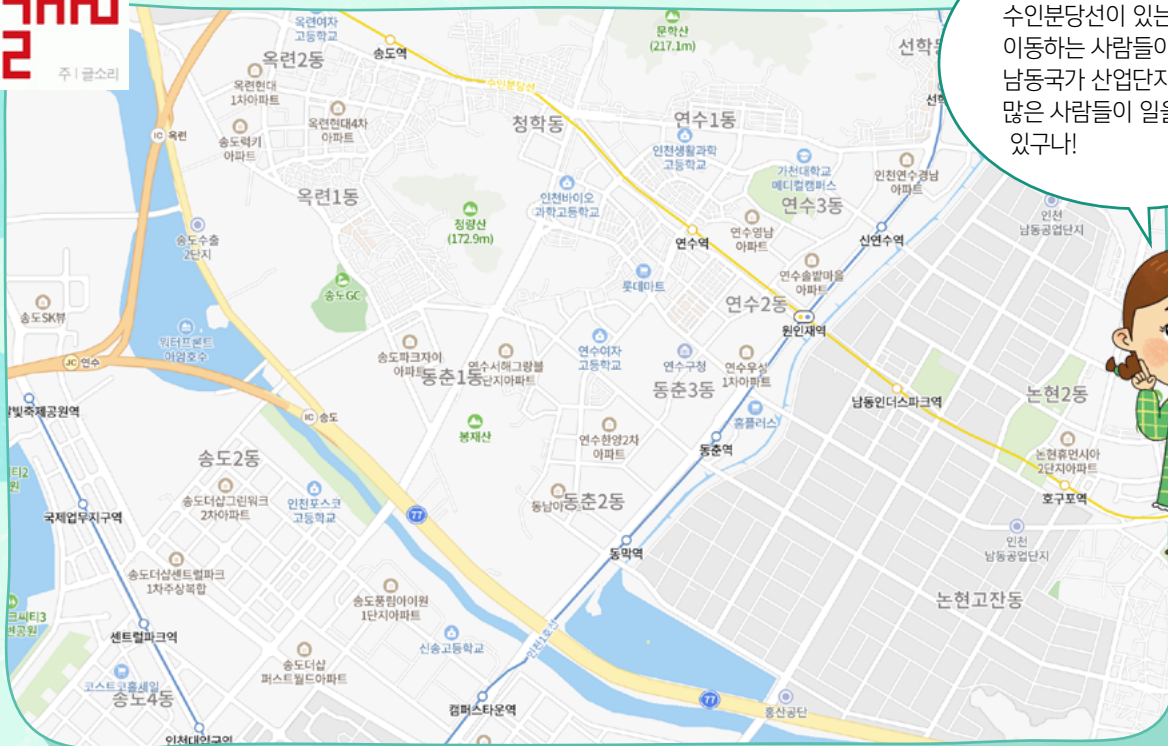 주 | 글소리
수인분당선이 있는
이동하는 사람들이
남동국가 산업단지
많은 사람들이 일을
있구나!
옥련여자
고등학교
송도역
문학산
(217.1m)
옥련2동
옥련현대
1차아파트
수인분당선
옥련현대4차
아파트
송도럭키
아파트
IC 옥련
청학동
연수1동
인천생활과학
고등학교
가천대학교
메디컬캠퍼스
인천연수경남
아파트
옥련1동
인천바이오
과학고등학교
연수3동
인천
남동공업단지
청량산
(172.9m)
송도수출
2단지
연수역
연수영남
아파트
신연수역
롯데마트
연수솔밭마을
아파트
송도GC
송도SK뷰
연수2동
원인재역
워터프론트
아암호수
JC 연수
송도파크자이
아파트
연수서해그랑블
단지아파트
동춘1동
연수여자
고등학교
연수구청
연수우성
1차아파트
동춘3동
남동인더스파크역
논현2동
빛축제공원역
IC 송도
봉재산
홈플러스
연수한양2차
아파트
동춘역
논현휴먼시아
2단지아파트
송도2동
호구포역
송도더샵그린워크
2차아파트
인천포스코
고등학교
동남아
동춘2동
국제업무지구역
77
인천
남동공업단지
동막역
송도더샵센트럴파크
1차주상복합
송도풍림아이원
1단지아파트
논현고잔동
센트럴파크역
신송고등학교
인천1호선
송도더샵
퍼스트월드아파트
코스트코홀세일
송도4동
77
홍산공단
캠퍼스타운역
인천대입구역